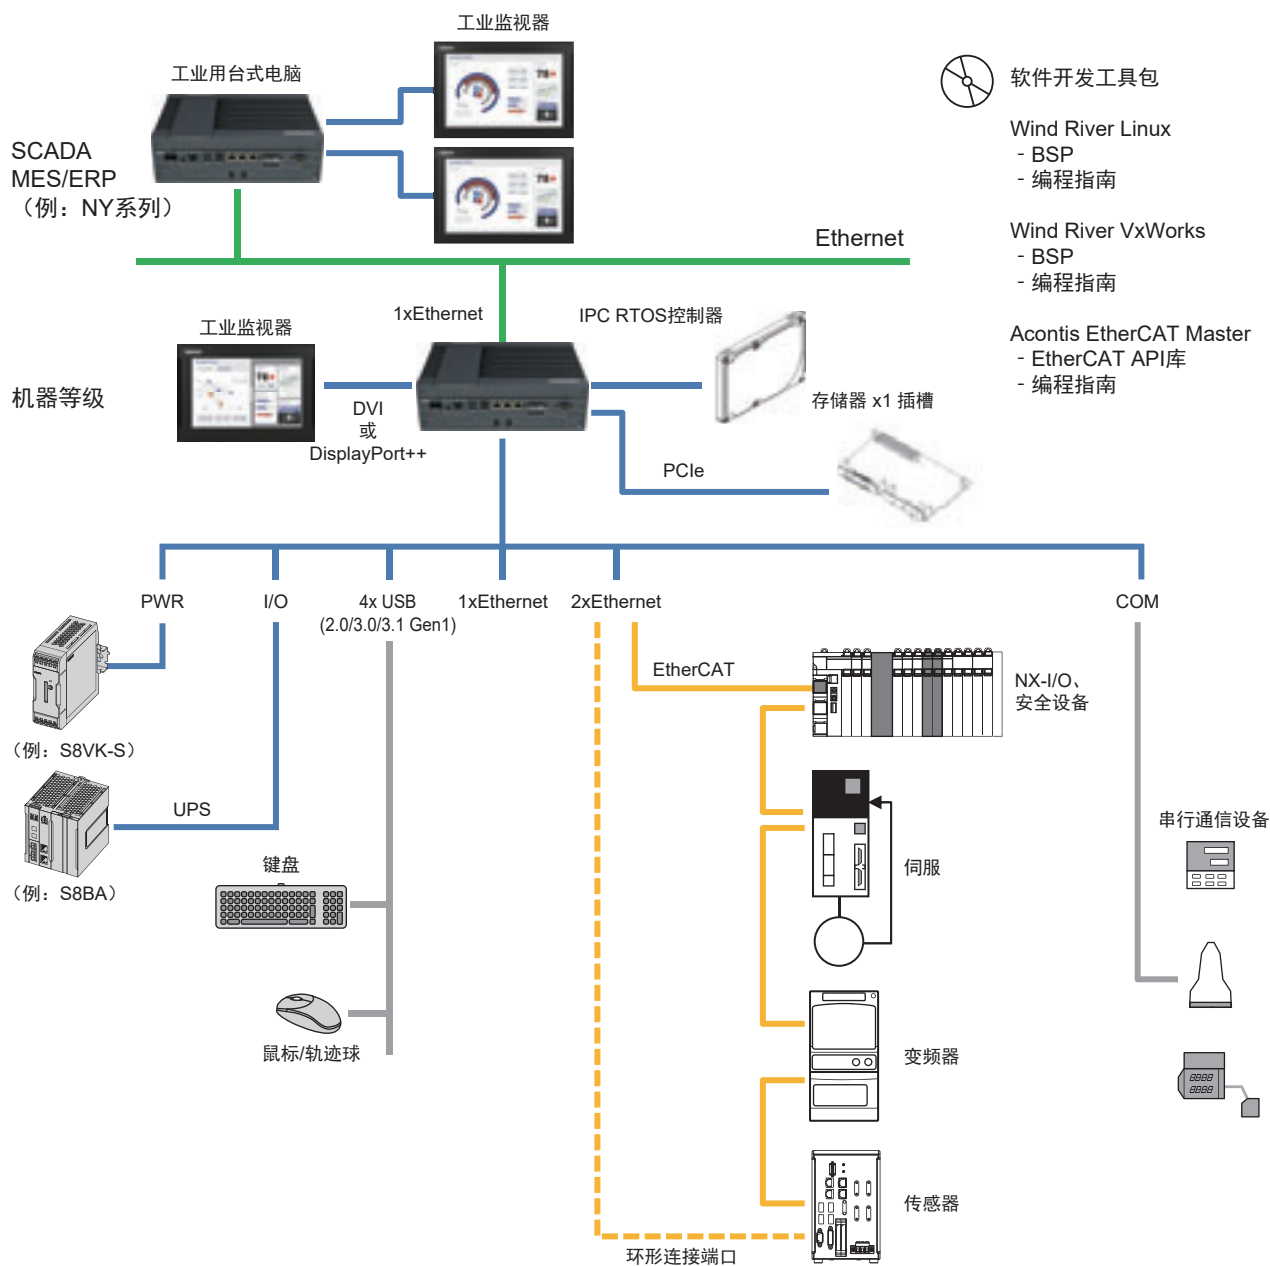 工业监视器
工业用台式电脑
软件开发工具包
Wind River Linux
- BSP
- 编程指南
SCADA
MES/ERP
（例：NY系列）
Wind River VxWorks
- BSP
- 编程指南
Ethernet
1xEthernet
IPC RTOS控制器
工业监视器
Acontis EtherCAT Master
- EtherCAT API库
- 编程指南
机器等级
存储器 x1 插槽
DVI
或
DisplayPort++
PCIe
PWR
I/O
4x USB
(2.0/3.0/3.1 Gen1)
1xEthernet
2xEthernet
COM
EtherCAT
NX-I/O、
安全设备
（例：S8VK-S）
UPS
串行通信设备
键盘
伺服
（例：S8BA）
鼠标/轨迹球
变频器
8888
8888
传感器
环形连接端口